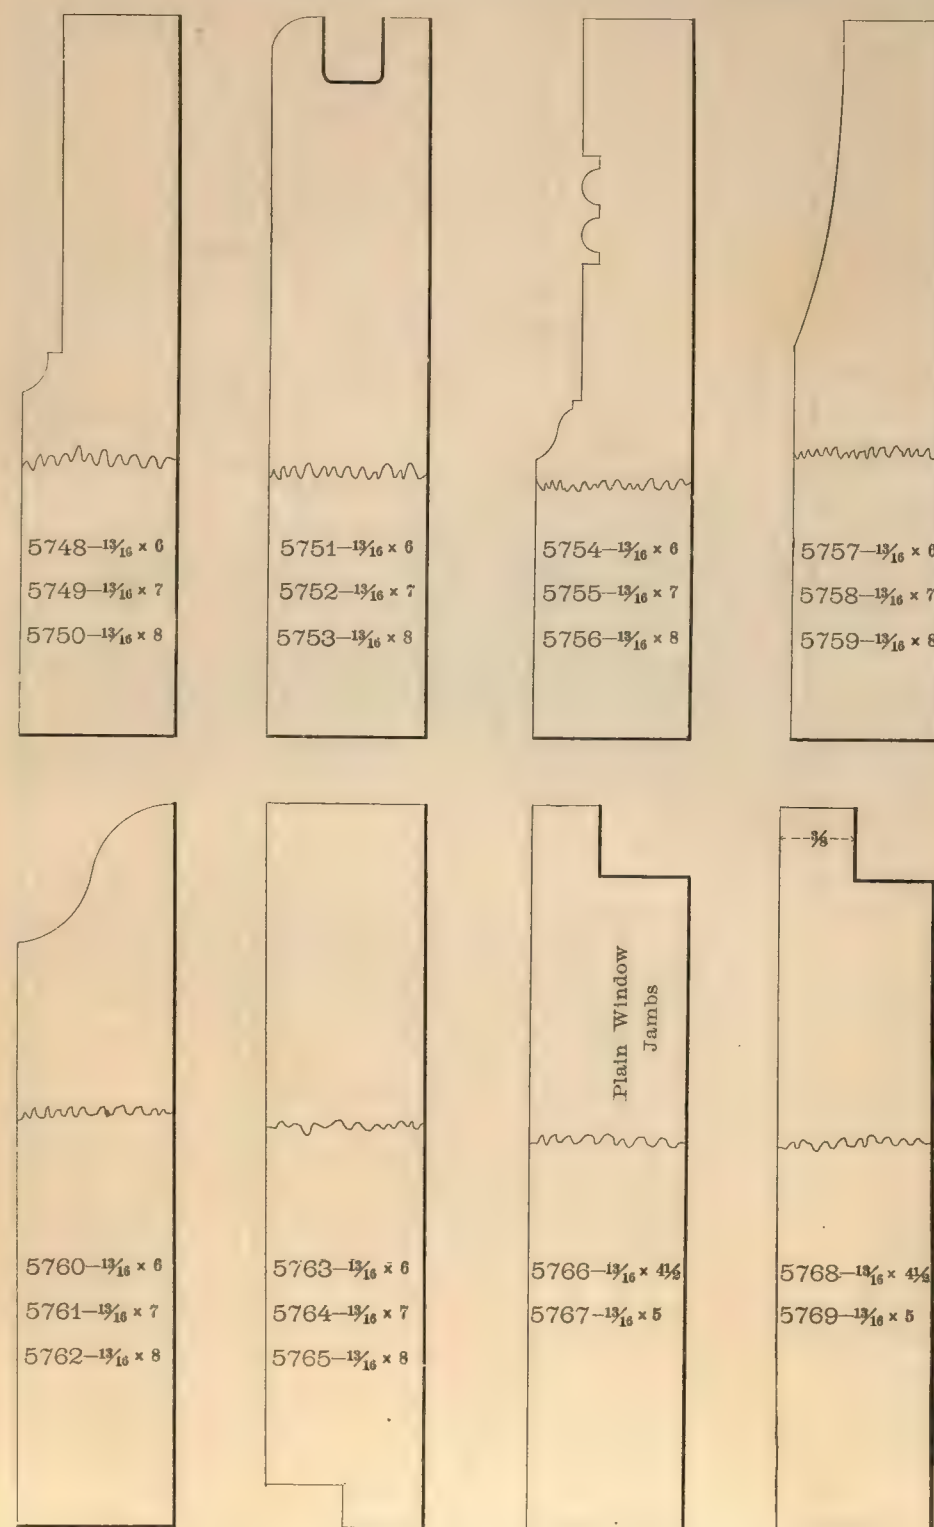 5748–13/16 × 6
5749–13/16 × 7
5750–13/16 × 8
5751–13/16 × 6
5752–13/16 × 7
5753–13/16 × 8
5754–13/16 × 6
5755–13/16 × 7
5756–13/16 × 8
5757–13/16 × 6
5758–13/16 × 7
5759–13/16 × 8
5760–13/16 × 6
5761–13/16 × 7
5762–13/16 × 8
5763–13/16 × 6
5764–13/16 × 7
5765–13/16 × 8
Plain Window
Jambs
5766–13/16 × 4½
5767–13/16 × 5
3/8
5768–13/16 × 4½
5769–13/16 × 5